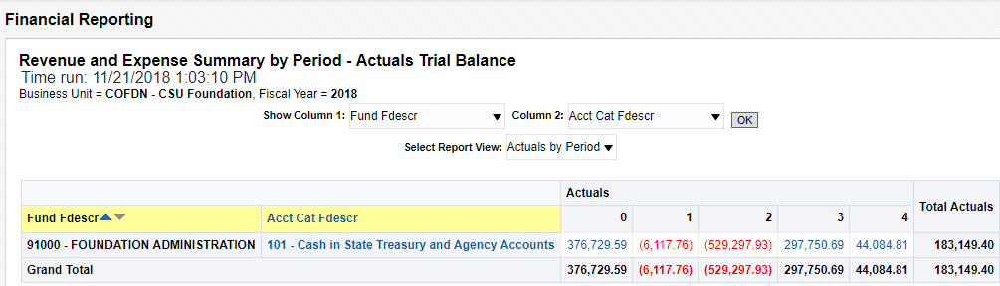 Financial Reporting
Revenue and Expense Summary by Period - Actuals Trial Balance
Time run: 11/21/2018 1:03:10 PM
Business Unit = COFDN - CSU Foundation, Fiscal Year = 2018
Show Column 1: Fund Fdescr Column 2: Acct Cat Fdescr OK
Select Report View: Actuals by Period
Actuals Total Actuals
Fund Fdescr Acct Cat Fdescr 0 1 2 3 4
91000 - FOUNDATION ADMINISTRATION 101 - Cash in State Treasury and Agency Accounts 376,729.59 (6,117.76) (529,297.93) 297,750.69 44,084.81 183,149.40
Grand Total 376,729.59 (6,117.76) (529,297.93) 297,750.69 44,084.81 183,149.40